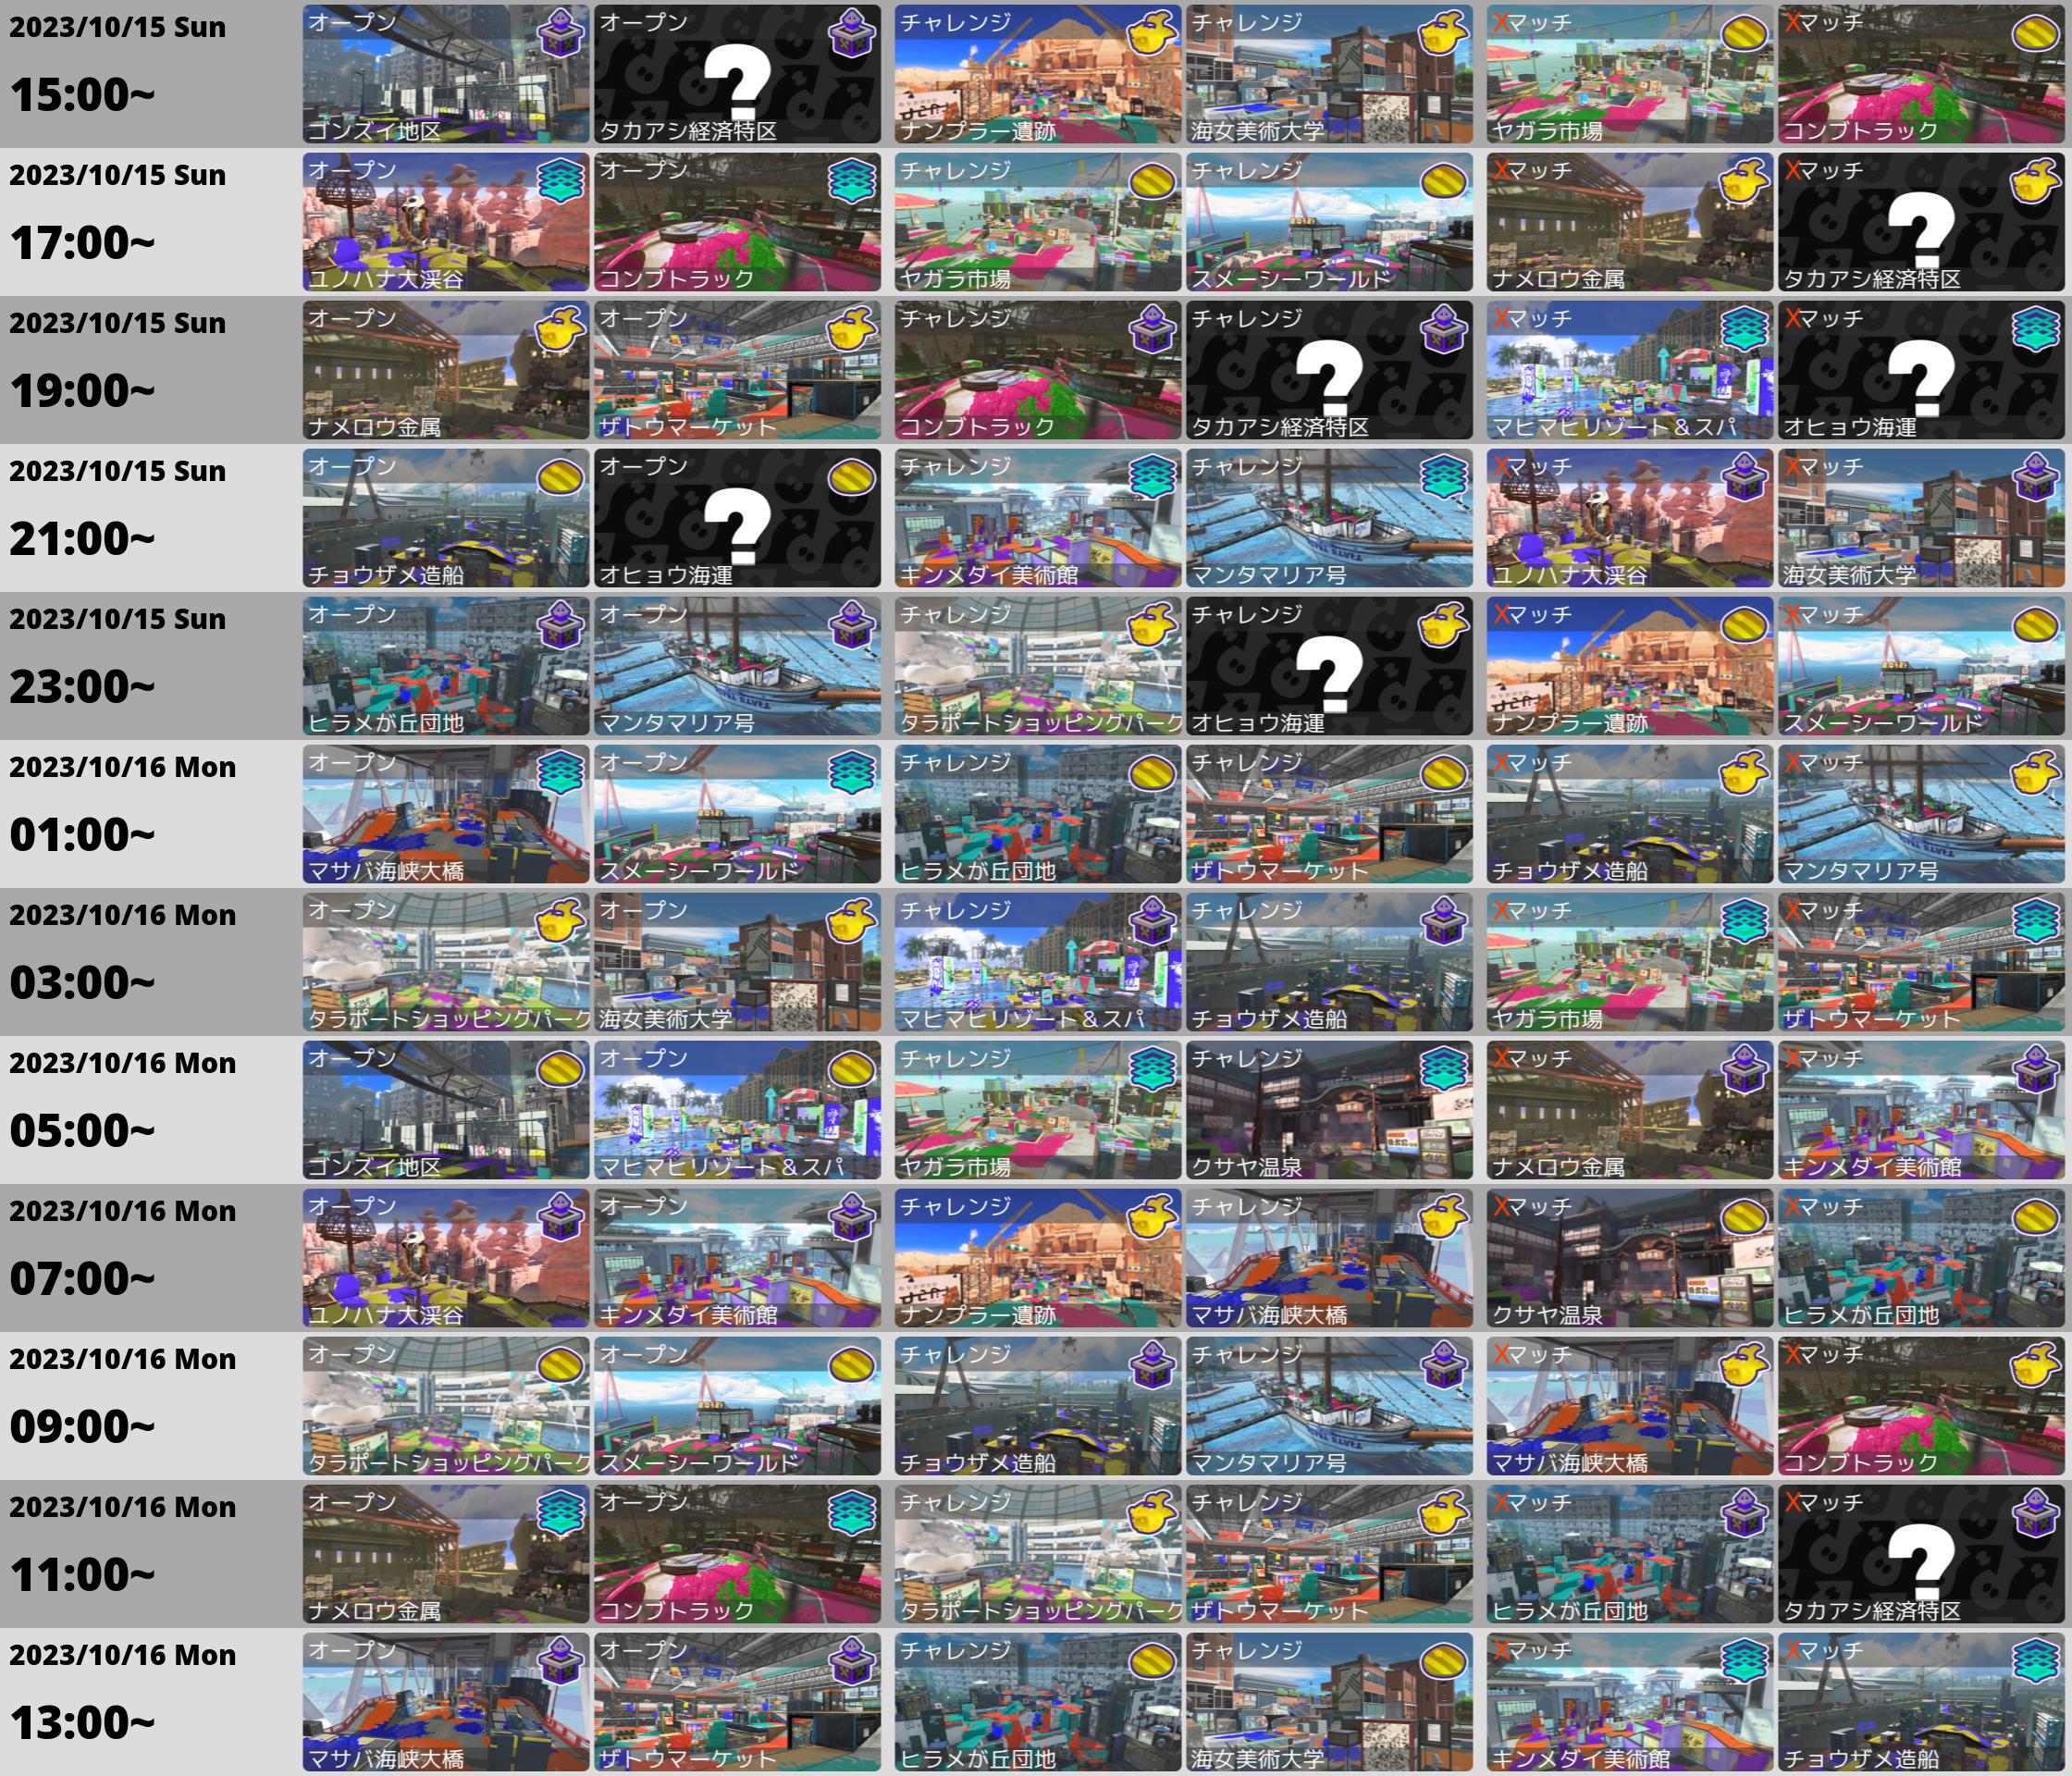 2023/10/15 Sun
15:00~
オープン
ゴンズイ地区
オープン
タカアシ経済特区
チャレンジ
ナンプラー遺跡
チャレンジ
海女美術大学
Xマッチ
ヤガラ市場
Xマッチ
コンブトラック
2023/10/15 Sun
17:00~
オープン
ユノハナ大渓谷
オープン
コンブトラック
チャレンジ
ヤガラ市場
チャレンジ
スメーシーワールド
Xマッチ
ナメロウ金属
Xマッチ
タカアシ経済特区
2023/10/15 Sun
19:00~
オープン
ナメロウ金属
オープン
ザトウマーケット
チャレンジ
コンブトラック
チャレンジ
タカアシ経済特区
Xマッチ
マヒマヒリゾート＆スパ
Xマッチ
オヒョウ海運
2023/10/15 Sun
21:00~
オープン
チョウザメ造船
オープン
オヒョウ海運
チャレンジ
キンメダイ美術館
チャレンジ
マンタマリア号
Xマッチ
ユノハナ大渓谷
Xマッチ
海女美術大学
2023/10/15 Sun
23:00~
オープン
ヒラメが丘団地
オープン
マンタマリア号
チャレンジ
タラポートショッピングパーク
チャレンジ
オヒョウ海運
Xマッチ
ナンプラー遺跡
Xマッチ
スメーシーワールド
2023/10/16 Mon
01:00~
オープン
マサバ海峡大橋
オープン
スメーシーワールド
チャレンジ
ヒラメが丘団地
チャレンジ
ザトウマーケット
Xマッチ
チョウザメ造船
Xマッチ
マンタマリア号
2023/10/16 Mon
03:00~
オープン
タラポートショッピングパーク
オープン
海女美術大学
チャレンジ
マヒマヒリゾート＆スパ
チャレンジ
チョウザメ造船
Xマッチ
ヤガラ市場
Xマッチ
ザトウマーケット
2023/10/16 Mon
05:00~
オープン
ゴンズイ地区
オープン
マヒマヒリゾート＆スパ
チャレンジ
ヤガラ市場
チャレンジ
クサヤ温泉
Xマッチ
ナメロウ金属
Xマッチ
キンメダイ美術館
2023/10/16 Mon
07:00~
オープン
ユノハナ大渓谷
オープン
キンメダイ美術館
チャレンジ
ナンプラー遺跡
チャレンジ
マサバ海峡大橋
Xマッチ
クサヤ温泉
Xマッチ
ヒラメが丘団地
2023/10/16 Mon
09:00~
オープン
タラポートショッピングパーク
オープン
スメーシーワールド
チャレンジ
チョウザメ造船
チャレンジ
マンタマリア号
Xマッチ
マサバ海峡大橋
Xマッチ
コンブトラック
2023/10/16 Mon
11:00~
オープン
ナメロウ金属
オープン
コンブトラック
チャレンジ
タラポートショッピングパーク
チャレンジ
ザトウマーケット
Xマッチ
ヒラメが丘団地
Xマッチ
タカアシ経済特区
2023/10/16 Mon
13:00~
オープン
マサバ海峡大橋
オープン
ザトウマーケット
チャレンジ
ヒラメが丘団地
チャレンジ
海女美術大学
Xマッチ
キンメダイ美術館
Xマッチ
チョウザメ造船